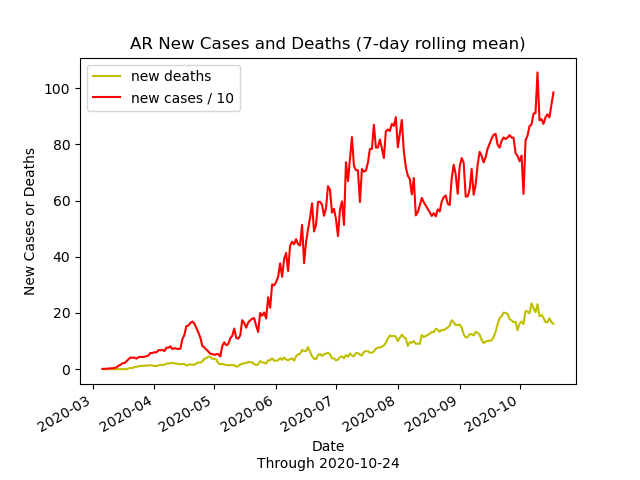 AR New Cases and Deaths (7-day rolling mean)
new deaths
new cases / 10
100
80
60
40
20
0
New Cases or Deaths
2020-03
2020-04
2020-05
2020-06
2020-07
2020-08
2020-09
2020-10
Date
Through 2020-10-24